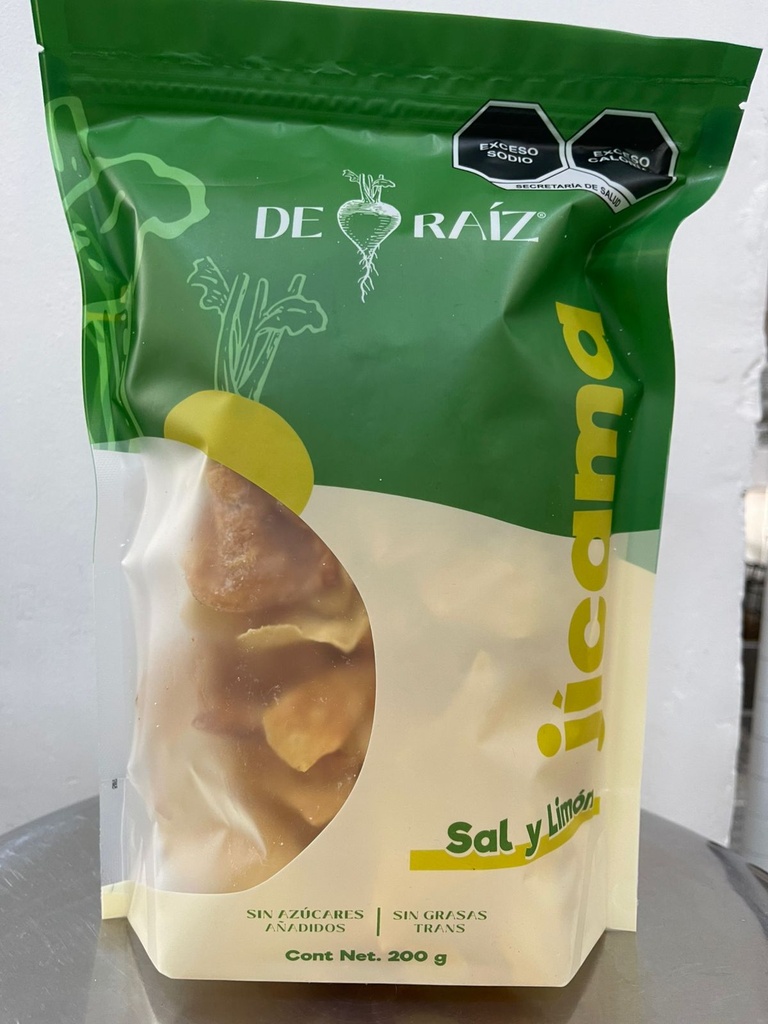 EXCESO
SODIO
EXCESO
CALORÍAS
SECRETARÍA DE SALUD
DE RAÍZ®
jícama
Sal y Limón
SIN AZÚCARES
AÑADIDOS
SIN GRASAS
TRANS
Cont Net. 200 g